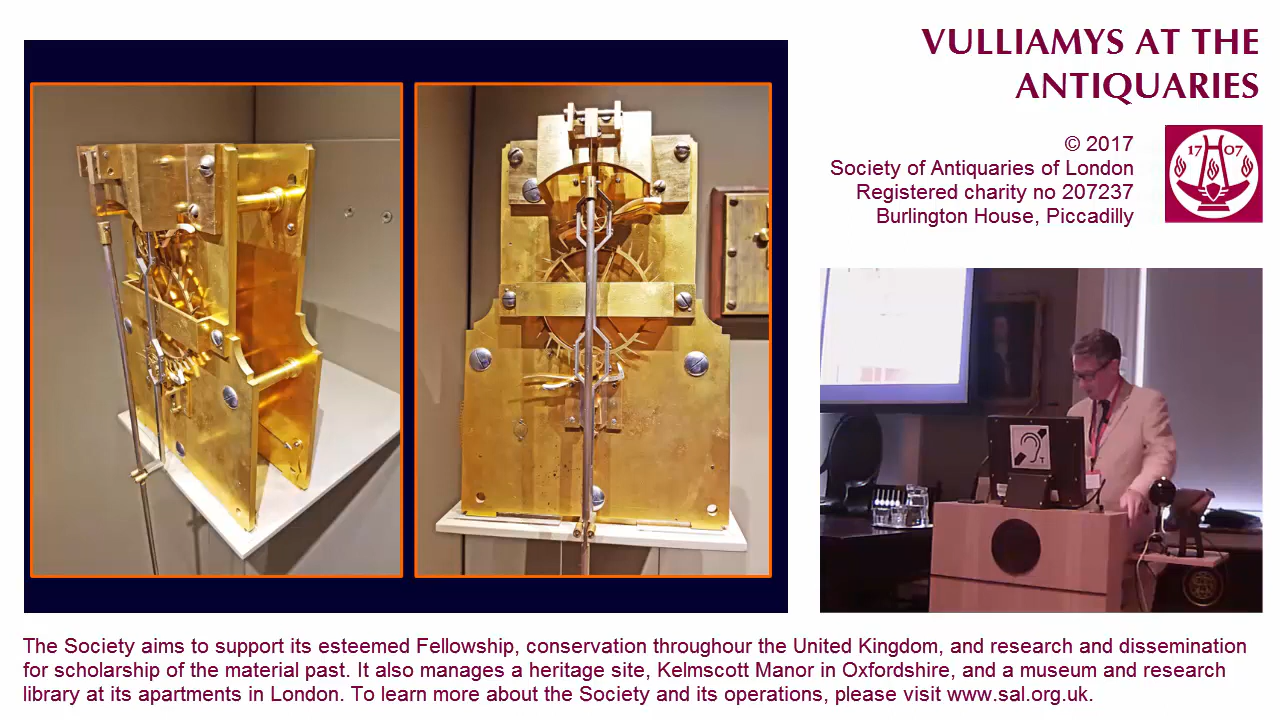 VULLIAMYS AT THE
ANTIQUARIES
© 2017
Society of Antiquaries of London
Registered charity no 207237
Burlington House, Piccadilly
17 07
T
The Society aims to support its esteemed Fellowship, conservation throughour the United Kingdom, and research and dissemination
for scholarship of the material past. It also manages a heritage site, Kelmscott Manor in Oxfordshire, and a museum and research
library at its apartments in London. To learn more about the Society and its operations, please visit www.sal.org.uk.